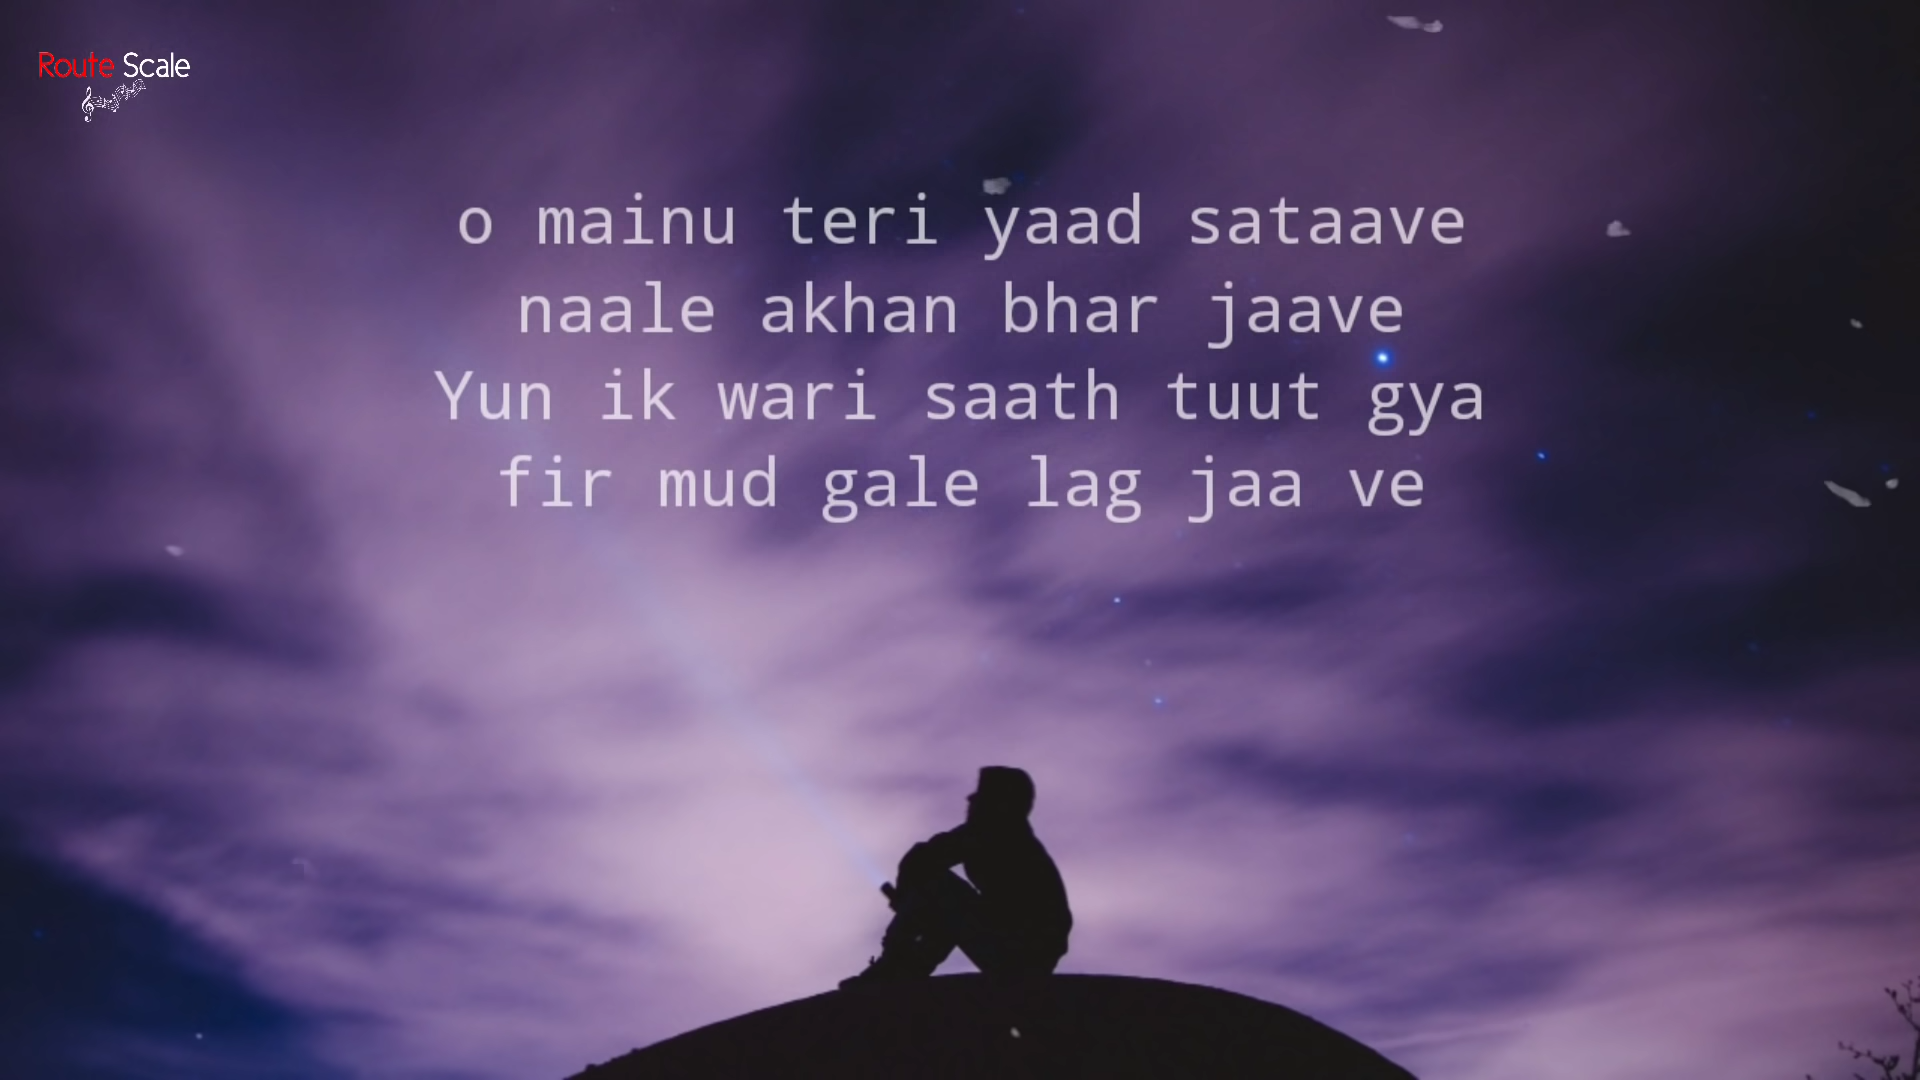 Route Scale
o mainu teri yaad sataave
naale akhan bhar jaave
Yun ik wari saath tuut gya
fir mud gale lag jaa ve